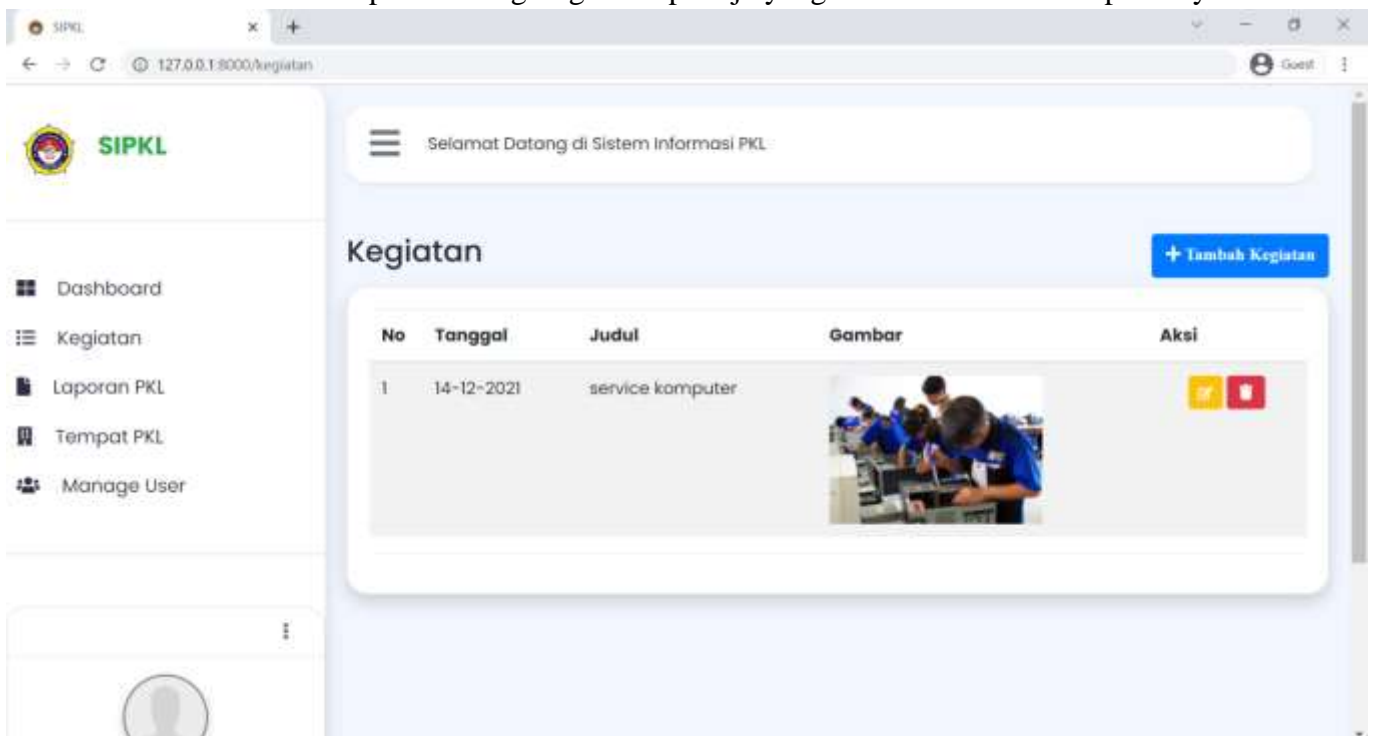 SIPKL
127.0.0.1:8000/kegiatan
Guest
SIPKL
Selamat Datang di Sistem Informasi PKL
Kegiatan
+ Tambah Kegiatan
Dashboard
Kegiatan
Laporan PKL
Tempat PKL
Manage User
No Tanggal Judul Gambar Aksi
1 14-12-2021 service komputer